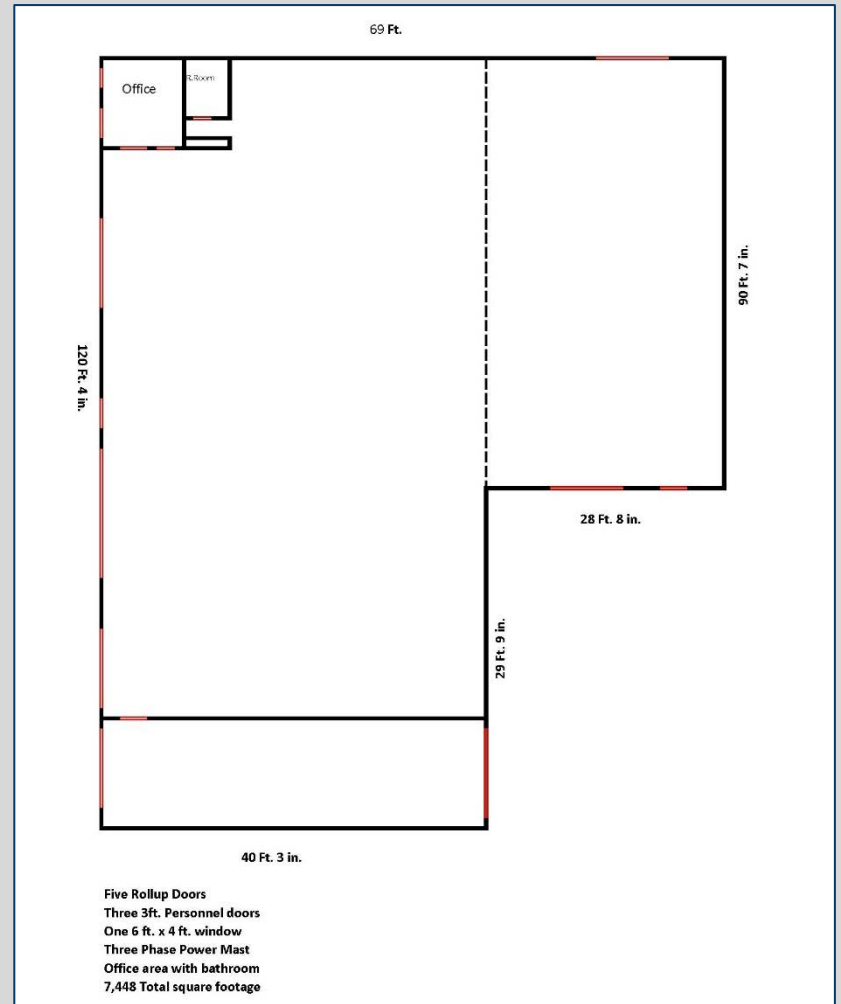 69 Ft.
Office
R.Room
90 Ft. 7 in.
120 Ft. 4 in.
28 Ft. 8 in.
29 Ft. 9 in.
40 Ft. 3 in.
Five Rollup Doors
Three 3ft. Personnel doors
One 6 ft. x 4 ft. window
Three Phase Power Mast
Office area with bathroom
7,448 Total square footage